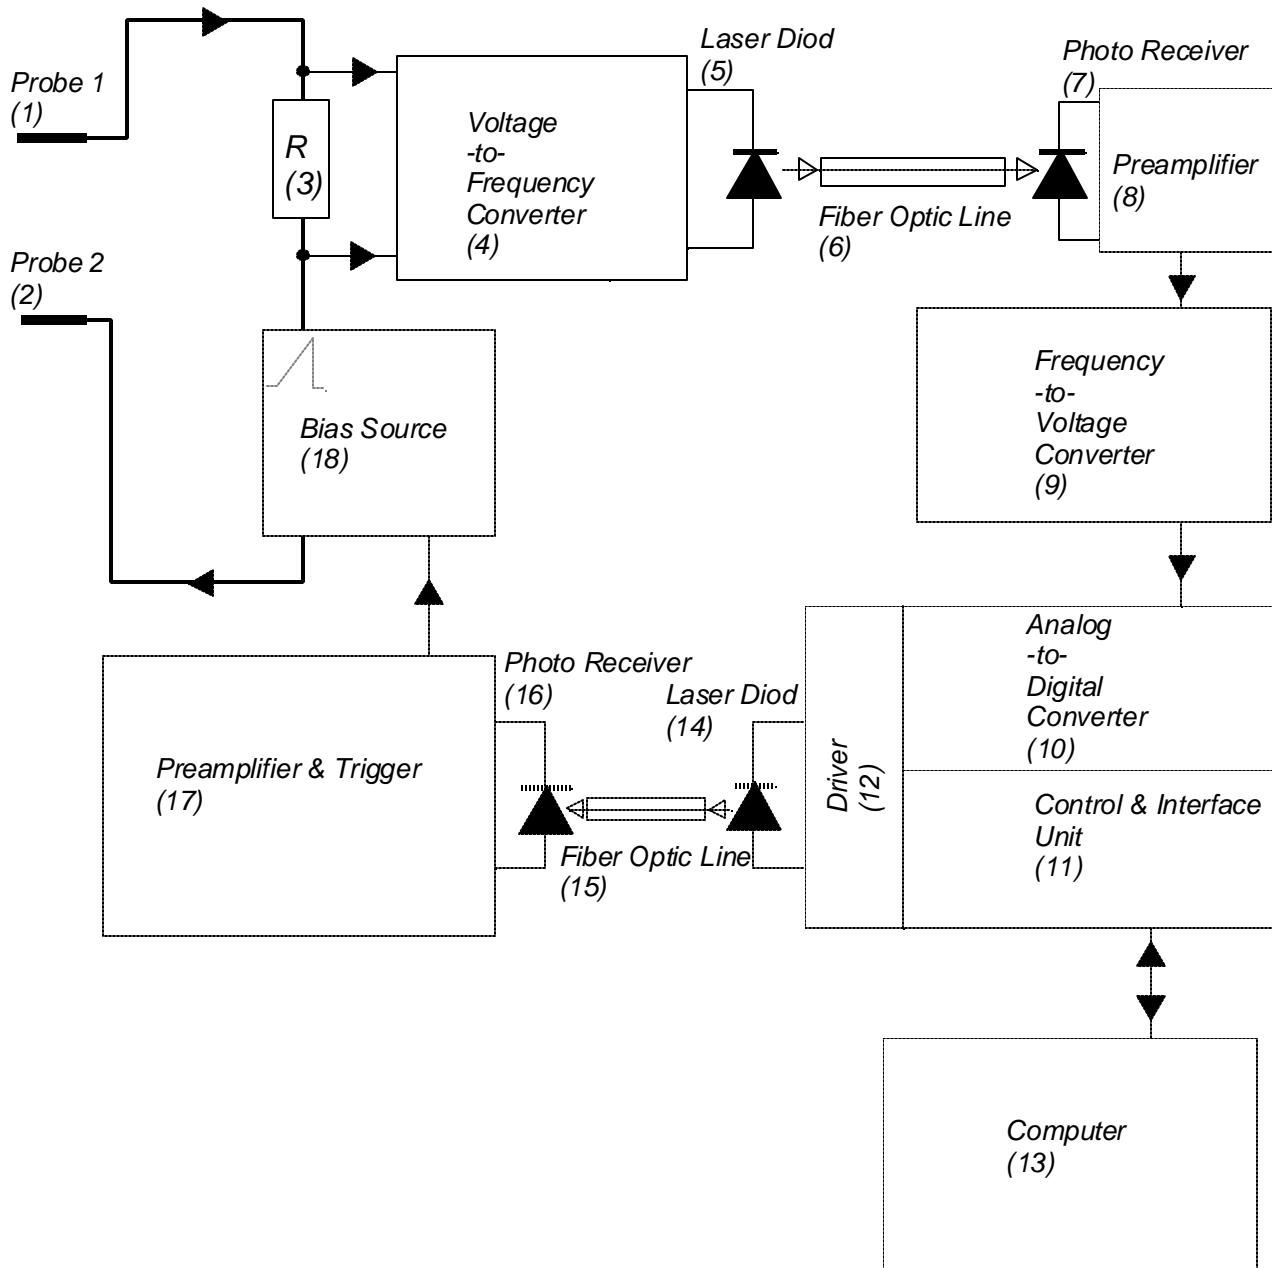 Probe 1
(1)
R
(3)
Voltage
-to-
Frequency
Converter
(4)
Laser Diod
(5)
Fiber Optic Line
(6)
Photo Receiver
(7)
Preamplifier
(8)
Probe 2
(2)
Bias Source
(18)
Frequency
-to-
Voltage
Converter
(9)
Analog
-to-
Digital
Converter
(10)
Photo Receiver
(16)
Laser Diod
(14)
Preamplifier & Trigger
(17)
Fiber Optic Line
(15)
Driver
(12)
Control & Interface
Unit
(11)
Computer
(13)